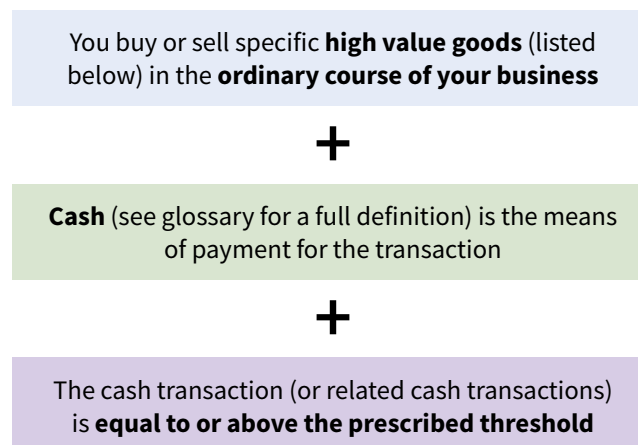 You buy or sell specific high value goods (listed
below) in the ordinary course of your business
+
Cash (see glossary for a full definition) is the means
of payment for the transaction
+
The cash transaction (or related cash transactions)
is equal to or above the prescribed threshold